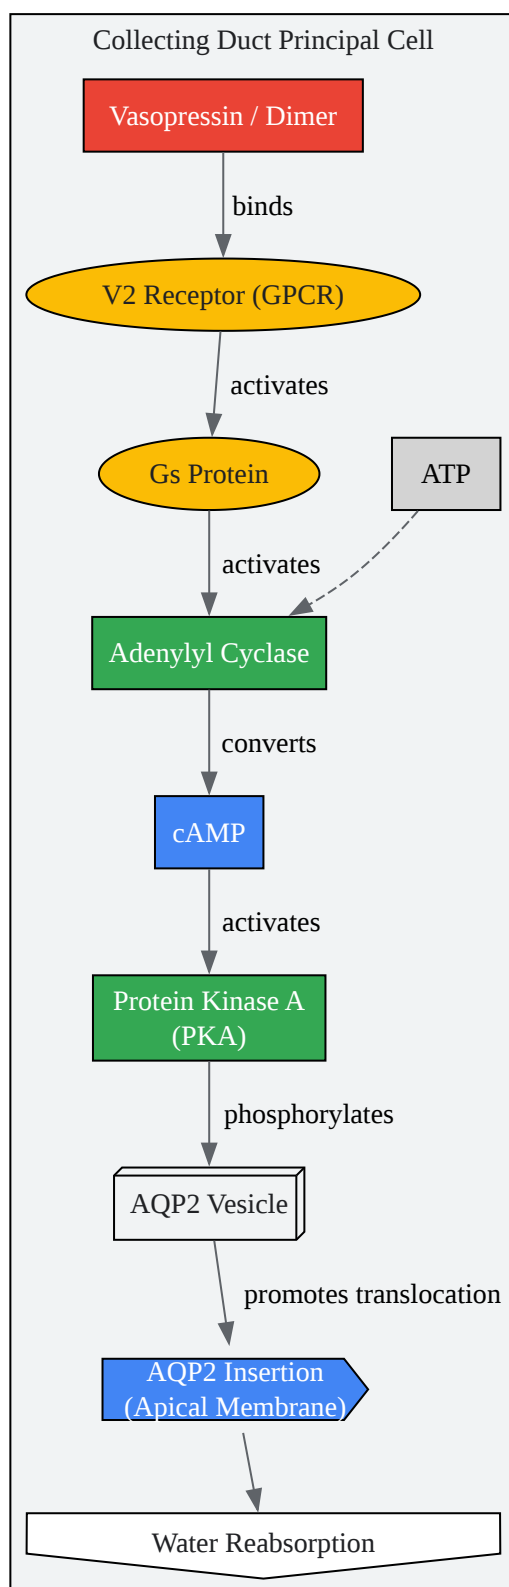 Collecting Duct Principal Cell
Vasopressin / Dimer
binds
V2 Receptor (GPCR)
activates
Gs Protein
ATP
activates
Adenylyl Cyclase
converts
cAMP
activates
Protein Kinase A
(PKA)
phosphorylates
AQP2 Vesicle
promotes translocation
AQP2 Insertion
(Apical Membrane)
Water Reabsorption